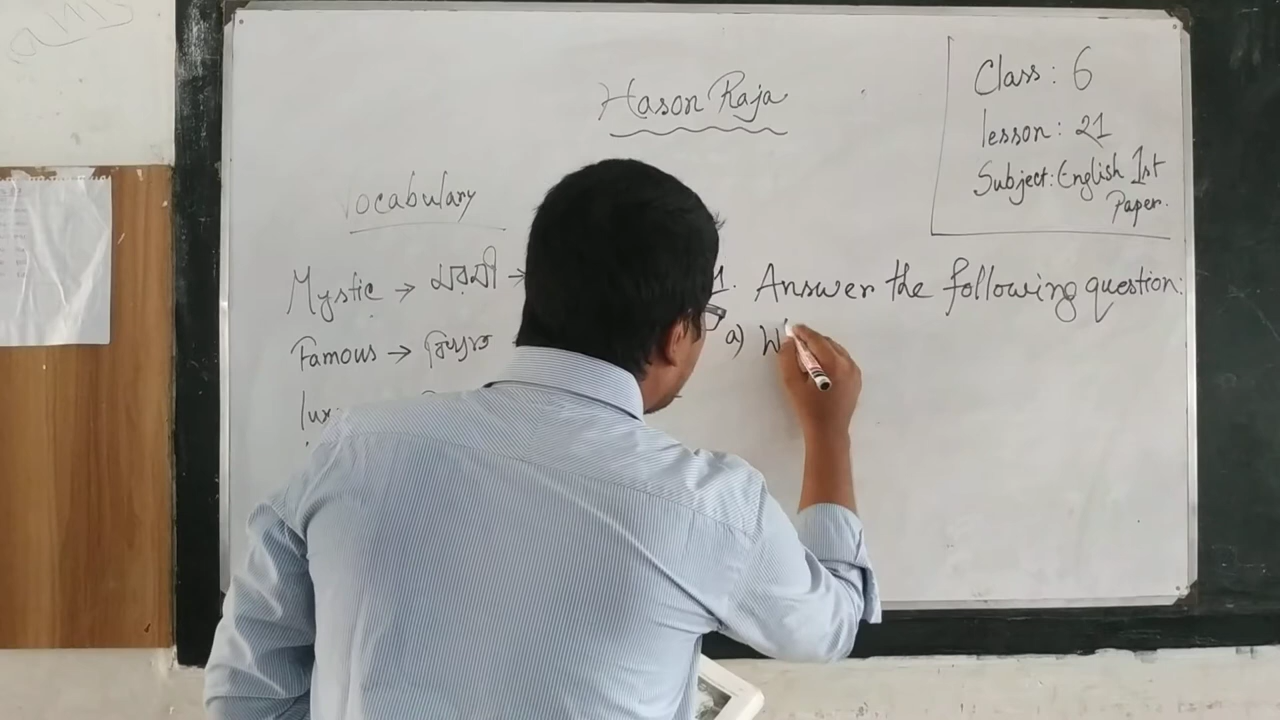 Hason Raja
Class: 6
lesson: 21
Subject: English 1st
Paper.
Vocabulary
Mystic → মরমী →
Famous → বিখ্যাত
lux
1. Answer the following question:
a) W